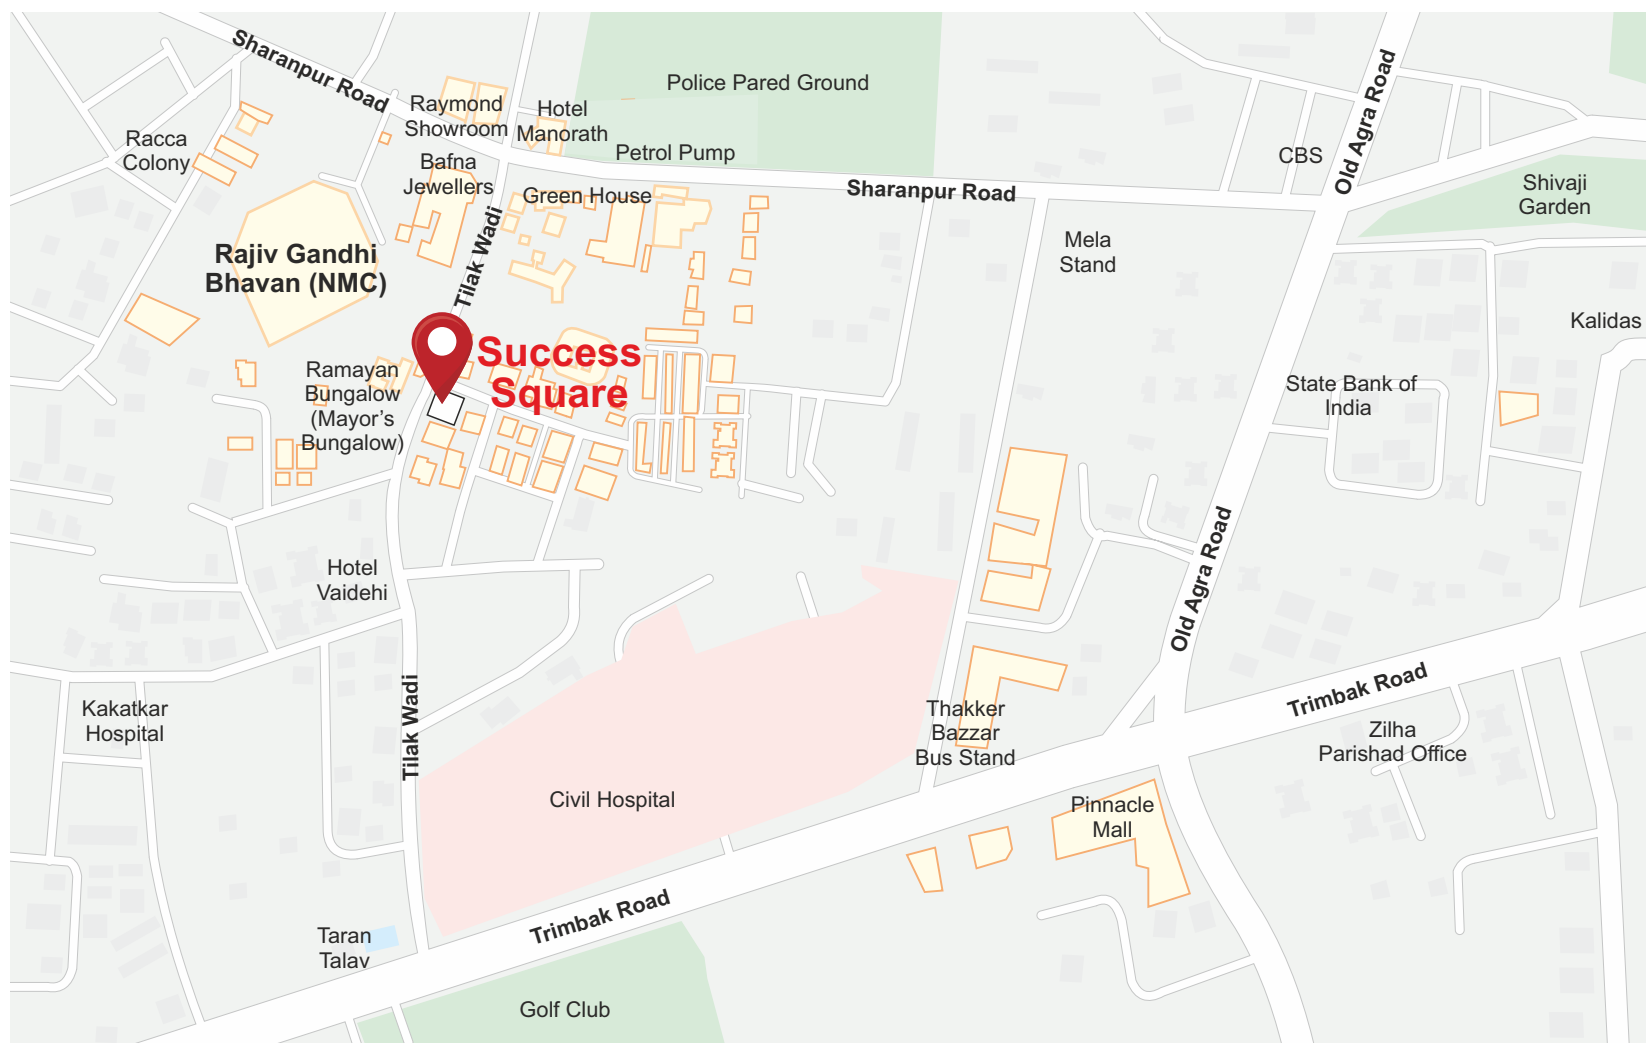 Sharanpur Road
Old Agra Road
Police Pared Ground
Raymond
Showroom
Hotel
Manorath
Racca
Colony
Petrol Pump
CBS
Bafna
Jewellers
Green House
Sharanpur Road
Shivaji
Garden
Tilak Wadi
Rajiv Gandhi
Bhavan (NMC)
Mela
Stand
Kalidas
Success
Square
Ramayan
Bungalow
(Mayor's
Bungalow)
State Bank of
India
Old Agra Road
Hotel
Vaidehi
Trimbak Road
Tilak Wadi
Kakatkar
Hospital
Thakker
Bazzar
Bus Stand
Zilha
Parishad Office
Civil Hospital
Pinnacle
Mall
Trimbak Road
Taran
Talav
Golf Club